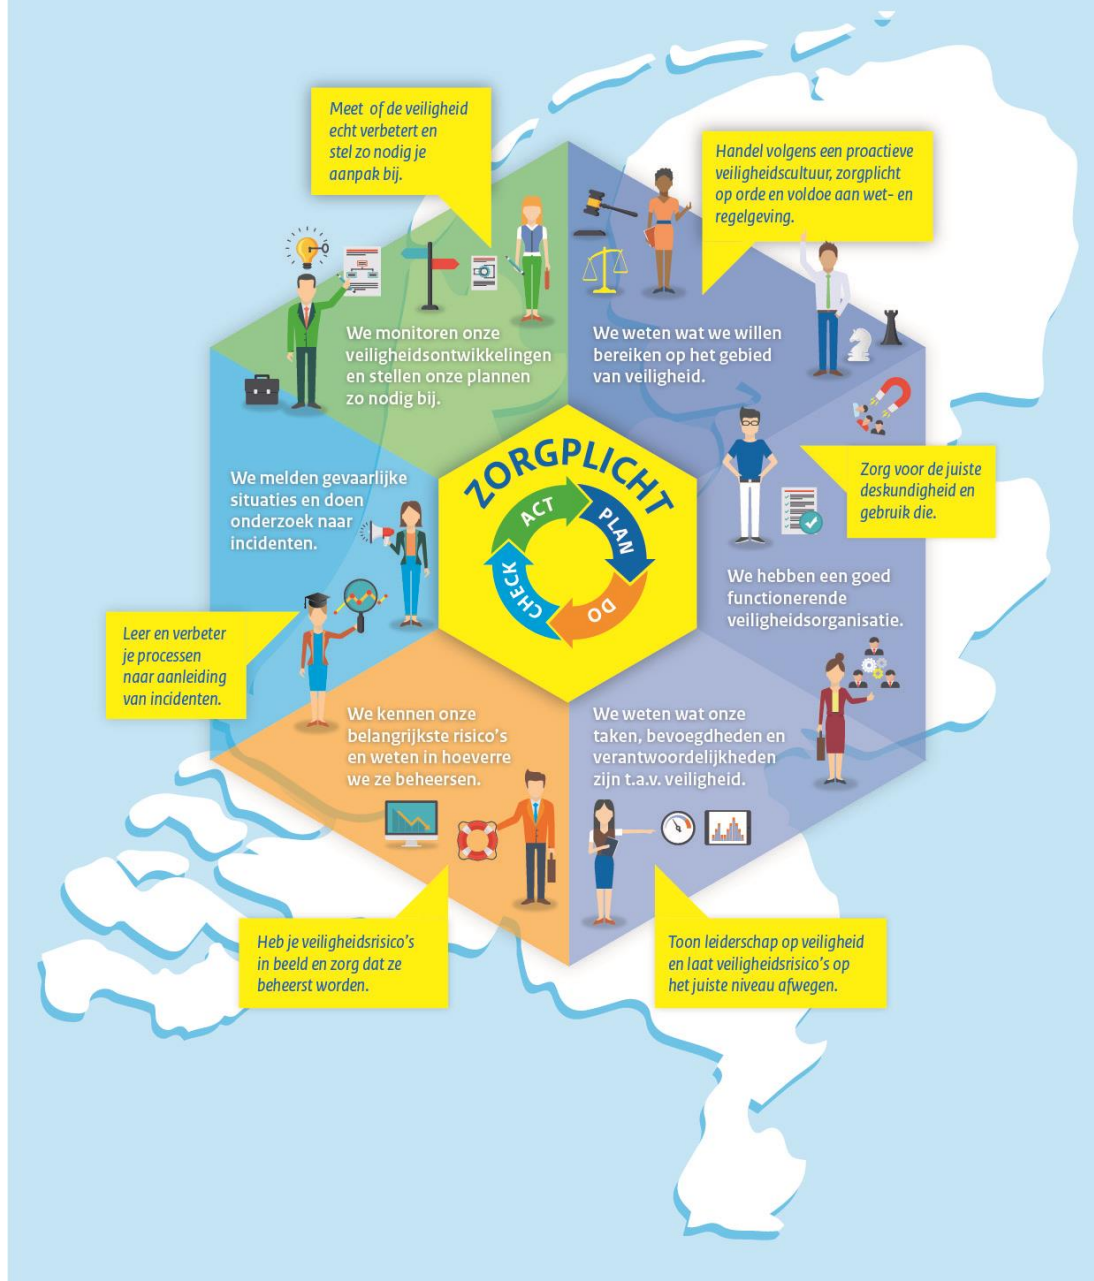 Meet of de veiligheid
echt verbetert en
stel zo nodig je
aanpak bij.
Handel volgens een proactieve
veiligheidscultuur, zorgplicht
op orde en voldoe aan wet- en
regelgeving.
We monitoren onze
veiligheidsontwikkelingen
en stellen onze plannen
zo nodig bij.
We weten wat we willen
bereiken op het gebied
van veiligheid.
Zorg voor de juiste
deskundigheid en
gebruik die.
We melden gevaarlijke
situaties en doen
onderzoek naar
incidenten.
ZORGPLICHT
ACT
PLAN
DO
CHECK
We hebben een goed
functionerende
veiligheidsorganisatie.
Leer en verbeter
je processen
naar aanleiding
van incidenten.
We kennen onze
belangrijkste risico's
en weten in hoeverre
we ze beheersen.
We weten wat onze
taken, bevoegdheden en
verantwoordelijkheden
zijn t.a.v. veiligheid.
Heb je veiligheidsrisico's
in beeld en zorg dat ze
beheerst worden.
Toon leiderschap op veiligheid
en laat veiligheidsrisico's op
het juiste niveau afwegen.